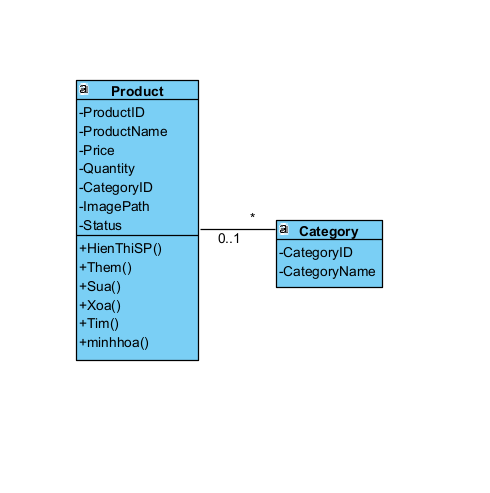 a
Product
-ProductID
-ProductName
-Price
-Quantity
-CategoryID
-ImagePath
-Status
+HienThiSP()
+Them()
+Sua()
+Xoa()
+Tim()
+minhhoa()
*
0..1
a
Category
-CategoryID
-CategoryName